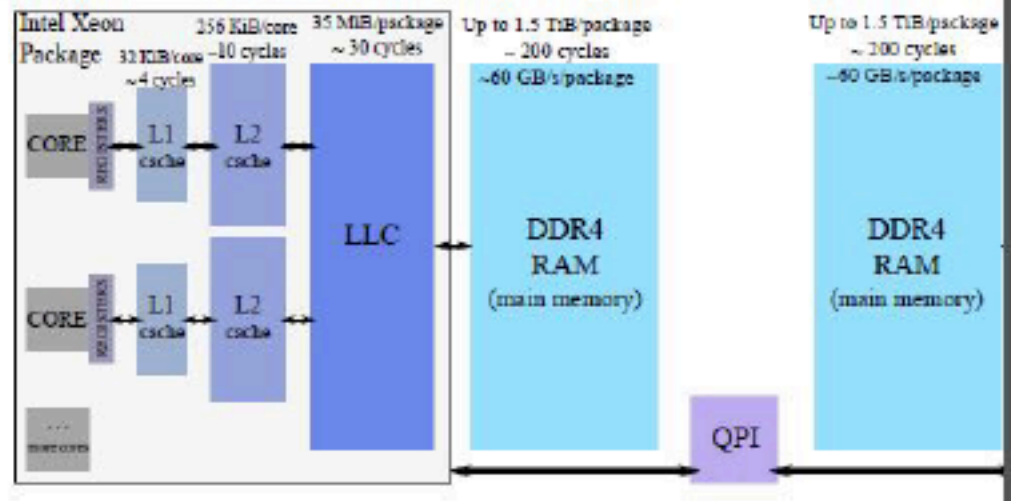 Intel Xeon
Package
32 KiB/core
~4 cycles
256 KiB/core
~10 cycles
35 MiB/package
~ 30 cycles
Up to 1.5 TiB/package
~ 200 cycles
~60 GB/s/package
Up to 1.5 TiB/package
~ 200 cycles
~60 GB/s/package
CORE
REGISTERS
L1
cache
L2
cache
LLC
DDR4
RAM
(main memory)
DDR4
RAM
(main memory)
CORE
REGISTERS
L1
cache
L2
cache
...
more cores
QPI